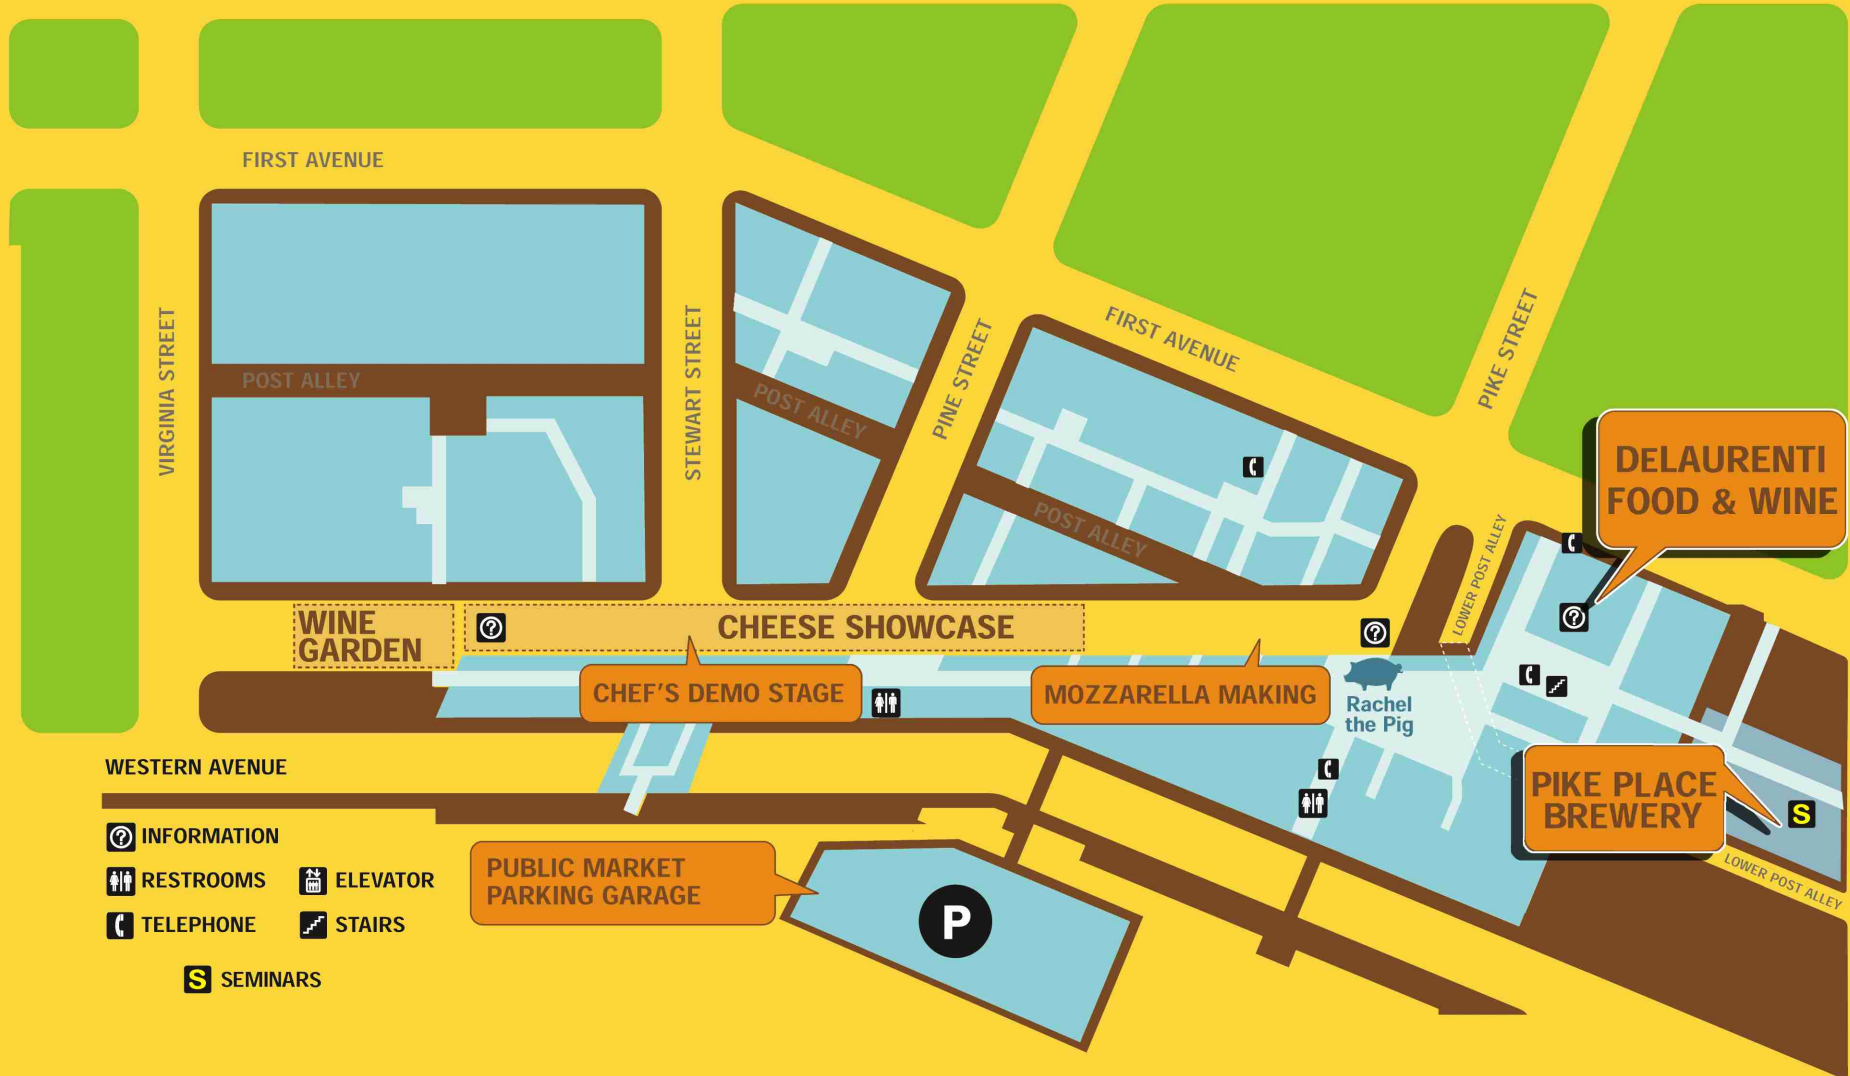 FIRST AVENUE
VIRGINIA STREET
POST ALLEY
STEWART STREET
POST ALLEY
PINE STREET
FIRST AVENUE
POST ALLEY
PIKE STREET
LOWER POST ALLEY
DeLAURENTI
FOOD & WINE
WINE
GARDEN
CHEESE SHOWCASE
CHEF'S DEMO STAGE
MOZZARELLA MAKING
Rachel
the Pig
PIKE PLACE
BREWERY
S
LOWER POST ALLEY
WESTERN AVENUE
? INFORMATION
RESTROOMS
ELEVATOR
TELEPHONE
STAIRS
S SEMINARS
PUBLIC MARKET
PARKING GARAGE
P